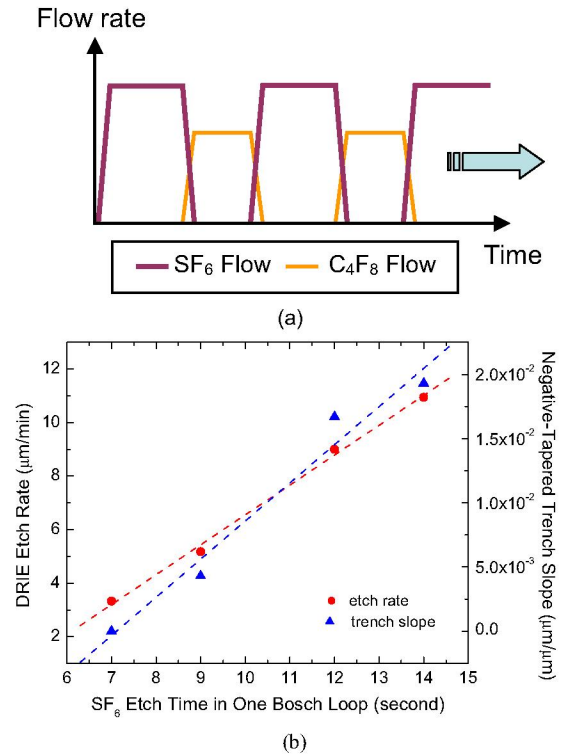 Flow rate
Time
SF₆ Flow C₄F₈ Flow
(a)
DRIE Etch Rate (μm/min)
12
10
8
6
4
2
2.0x10⁻²
1.5x10⁻²
1.0x10⁻²
5.0x10⁻³
0.0
Negative-Tapered Trench Slope (μm/μm)
etch rate
trench slope
6 7 8 9 10 11 12 13 14 15
SF₆ Etch Time in One Bosch Loop (second)
(b)